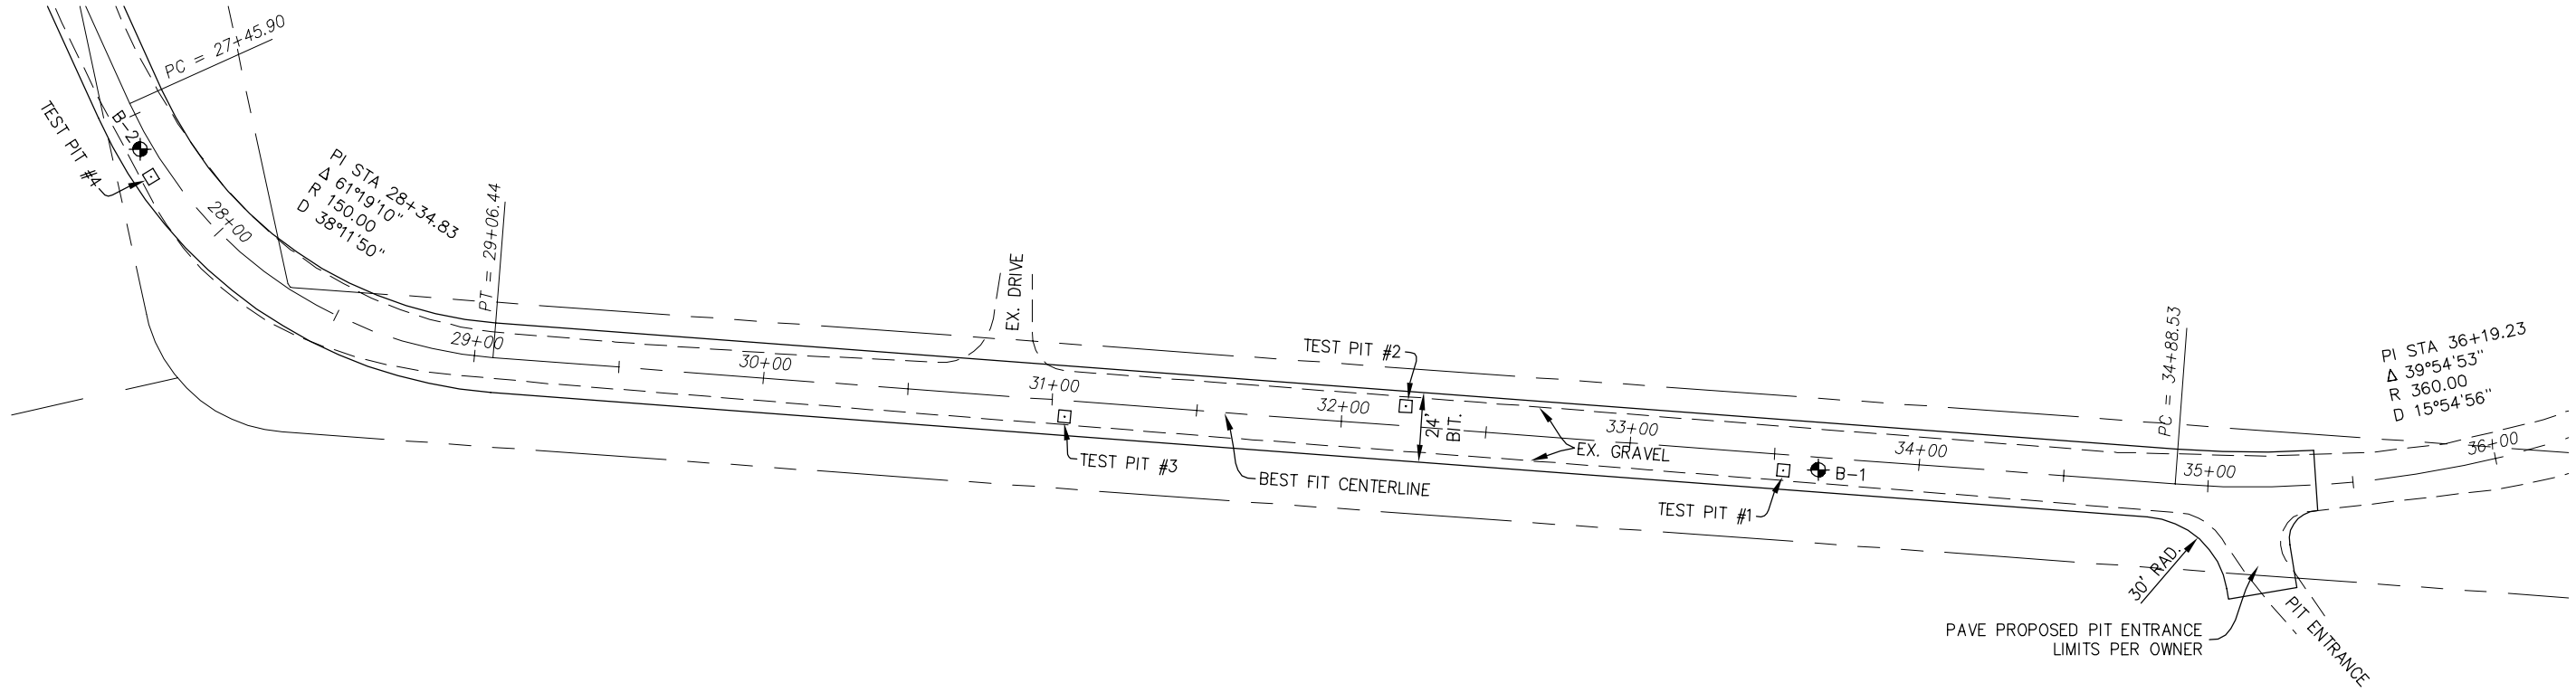 PC = 27+45.90
TEST PIT #4
B-2
28+00
PI STA 28+34.83
Δ 61°19'10"
R 150.00
D 38°11'50"
PT = 29+06.44
29+00
30+00
EX. DRIVE
31+00
TEST PIT #3
BEST FIT CENTERLINE
TEST PIT #2
32+00
24'
BIT.
33+00
EX. GRAVEL
TEST PIT #1
B-1
34+00
PC = 34+88.53
35+00
PI STA 36+19.23
Δ 39°54'53"
R 360.00
D 15°54'56"
36+00
30' RAD.
PIT ENTRANCE
PAVE PROPOSED PIT ENTRANCE
LIMITS PER OWNER